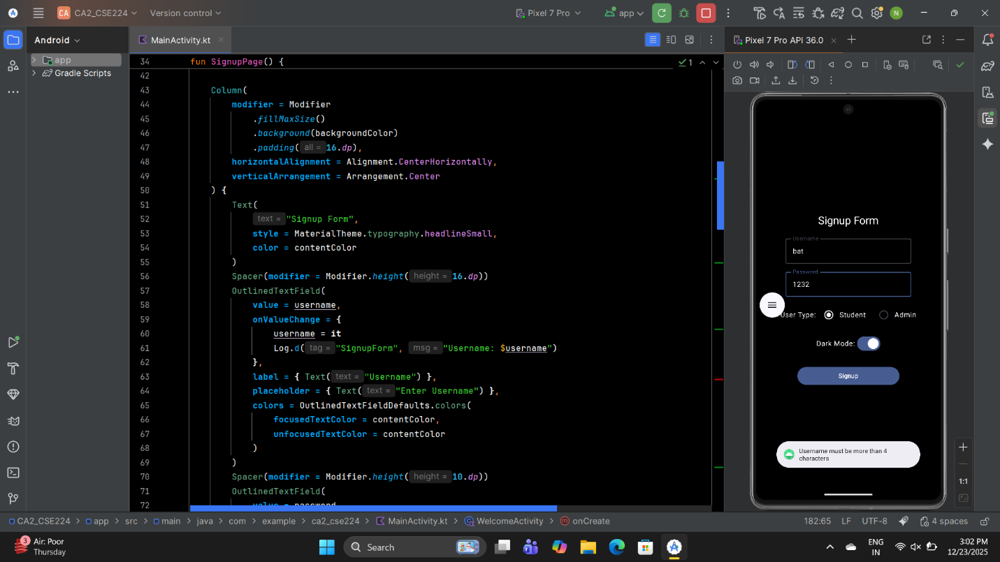 CA CA2_CSE224 Version control Pixel 7 Pro app N
Android MainActivity.kt Pixel 7 Pro API 36.0
app
Gradle Scripts
34 fun SignupPage() { 1
42
43 Column(
44 modifier = Modifier
45 .fillMaxSize()
46 .background(backgroundColor)
47 .padding( all = 16.dp),
48 horizontalAlignment = Alignment.CenterHorizontally,
49 verticalArrangement = Arrangement.Center
50 ) {
51 Text(
52 text = "Signup Form",
53 style = MaterialTheme.typography.headlineSmall,
54 color = contentColor
55 )
56 Spacer(modifier = Modifier.height( height = 16.dp))
57 OutlinedTextField(
58 value = username,
59 onValueChange = {
60 username = it
61 Log.d( tag = "SignupForm", msg = "Username: $username")
62 },
63 label = { Text( text = "Username") },
64 placeholder = { Text( text = "Enter Username") },
65 colors = OutlinedTextFieldDefaults.colors(
66 focusedTextColor = contentColor,
67 unfocusedTextColor = contentColor
68 )
69 )
70 Spacer(modifier = Modifier.height( height = 10.dp))
71 OutlinedTextField(
72 value = password
Signup Form
Username
bat
Password
1232
User Type: Student Admin
Dark Mode:
Signup
Username must be more than 4
characters
1:1
CA2_CSE224 app src main java com example ca2_cse224 MainActivity.kt WelcomeActivity onCreate 182:65 LF UTF-8 4 spaces
3 Air: Poor
Thursday
Search
ENG
IN
3:02 PM
12/23/2025